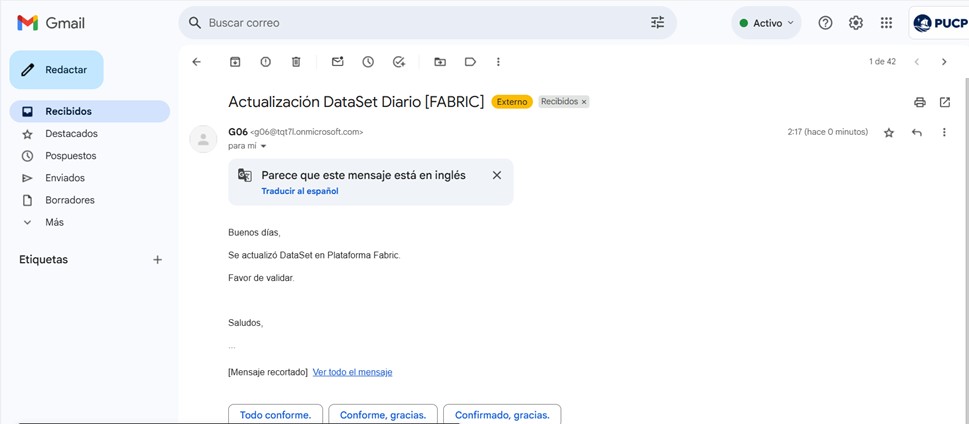 Gmail
Buscar correo
Activo
PUCP
Redactar
1 de 42
Recibidos
Destacados
Pospuestos
Enviados
Borradores
Más
Etiquetas
Actualización DataSet Diario [FABRIC] Externo Recibidos ×
G06 <g06@tqt7l.onmicrosoft.com> 2:17 (hace 0 minutos)
para mí
Parece que este mensaje está en inglés
Traducir al español
Buenos días,
Se actualizó DataSet en Plataforma Fabric.
Favor de validar.
Saludos,
...
[Mensaje recortado] Ver todo el mensaje
Todo conforme. Conforme, gracias. Confirmado, gracias.